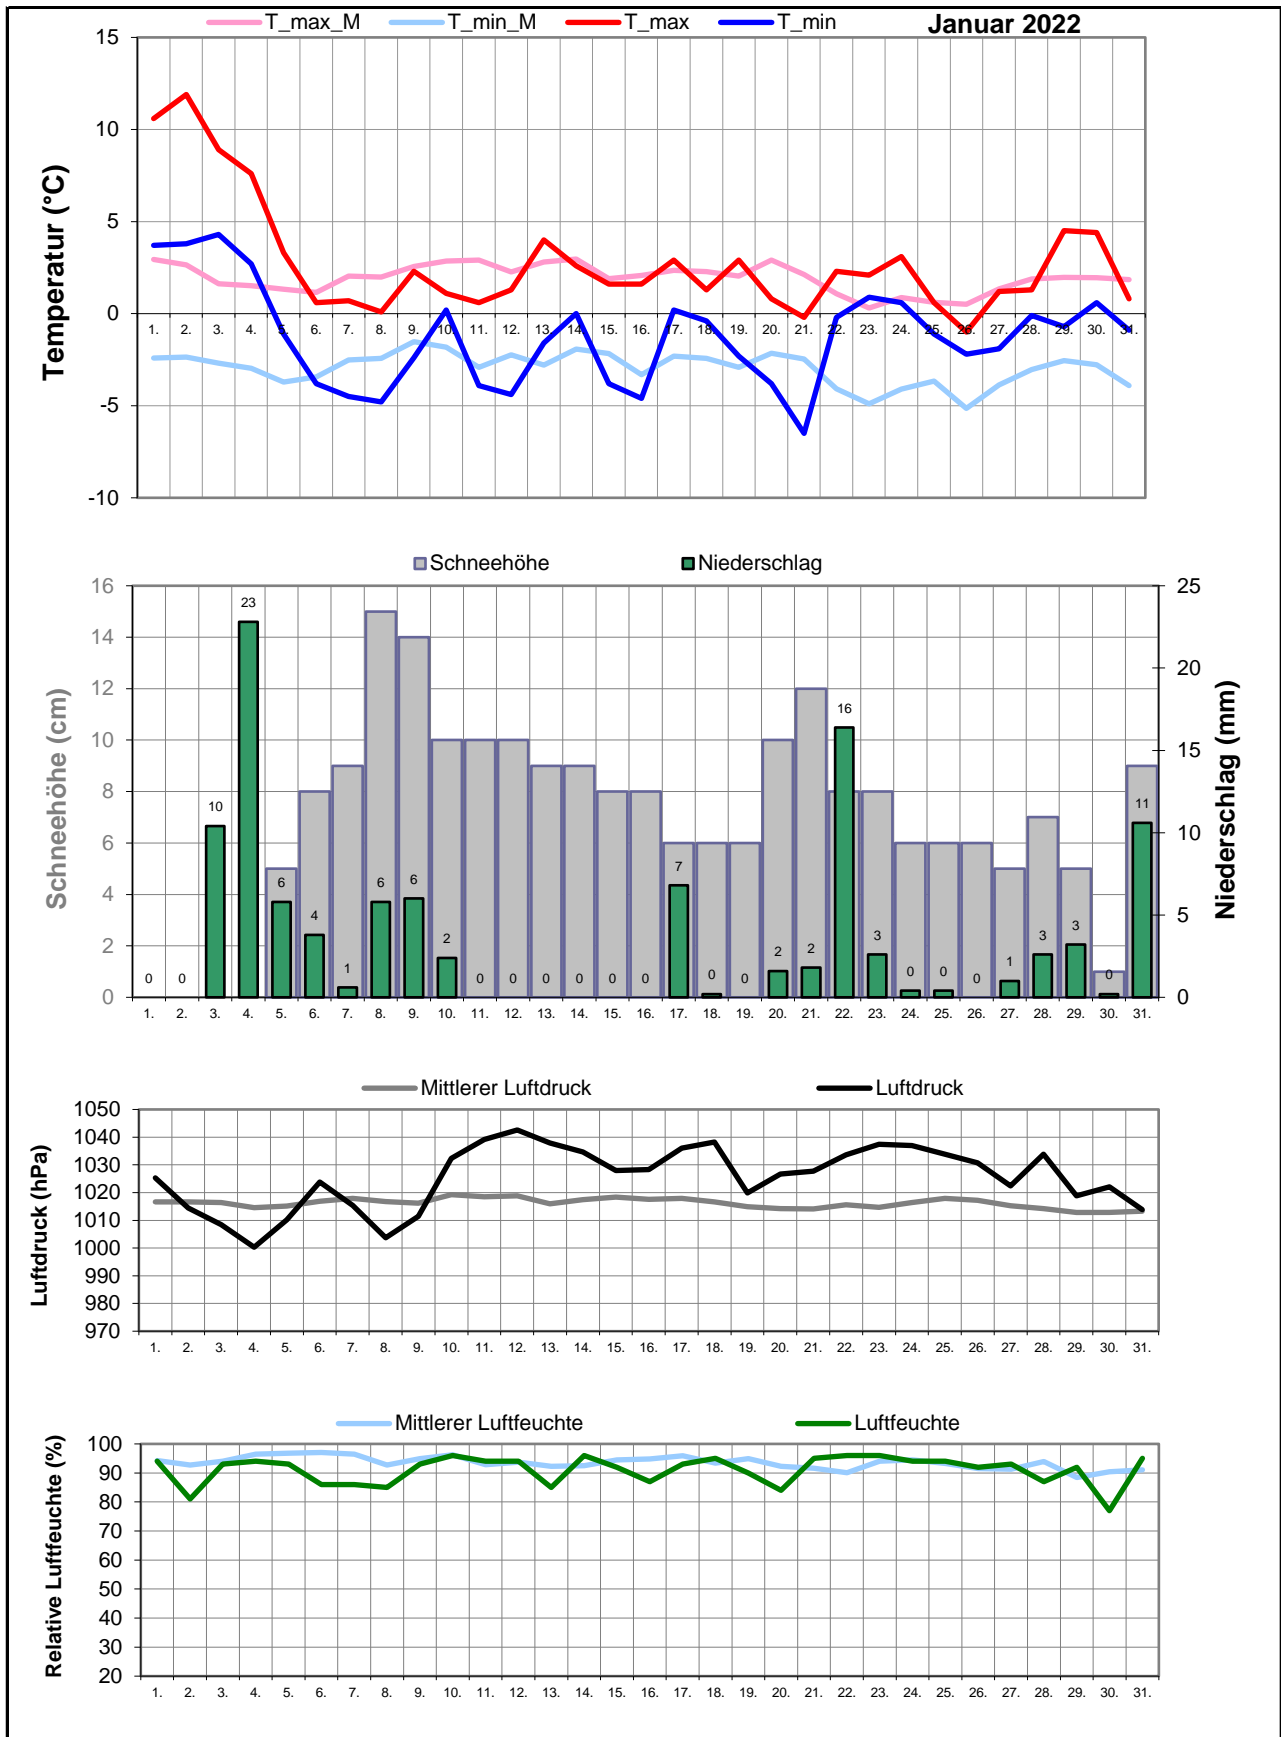 T_max_M T_min_M T_max T_min Januar 2022
Temperatur (°C)
15
10
5
0
-5
-10
1. 2. 3. 4. 5. 6. 7. 8. 9. 10. 11. 12. 13. 14. 15. 16. 17. 18. 19. 20. 21. 22. 23. 24. 25. 26. 27. 28. 29. 30. 31.
Schneehöhe Niederschlag
Schneehöhe (cm)
16
14
12
10
8
6
4
2
0
Niederschlag (mm)
25
20
15
10
5
0
0 0 10 23 6 4 1 6 6 2 0 0 0 0 0 0 7 0 0 2 2 16 3 0 0 0 1 3 3 0 11
1. 2. 3. 4. 5. 6. 7. 8. 9. 10. 11. 12. 13. 14. 15. 16. 17. 18. 19. 20. 21. 22. 23. 24. 25. 26. 27. 28. 29. 30. 31.
Mittlerer Luftdruck Luftdruck
Luftdruck (hPa)
1050
1040
1030
1020
1010
1000
990
980
970
1. 2. 3. 4. 5. 6. 7. 8. 9. 10. 11. 12. 13. 14. 15. 16. 17. 18. 19. 20. 21. 22. 23. 24. 25. 26. 27. 28. 29. 30. 31.
Mittlerer Luftfeuchte Luftfeuchte
Relative Luftfeuchte (%)
100
90
80
70
60
50
40
30
20
1. 2. 3. 4. 5. 6. 7. 8. 9. 10. 11. 12. 13. 14. 15. 16. 17. 18. 19. 20. 21. 22. 23. 24. 25. 26. 27. 28. 29. 30. 31.